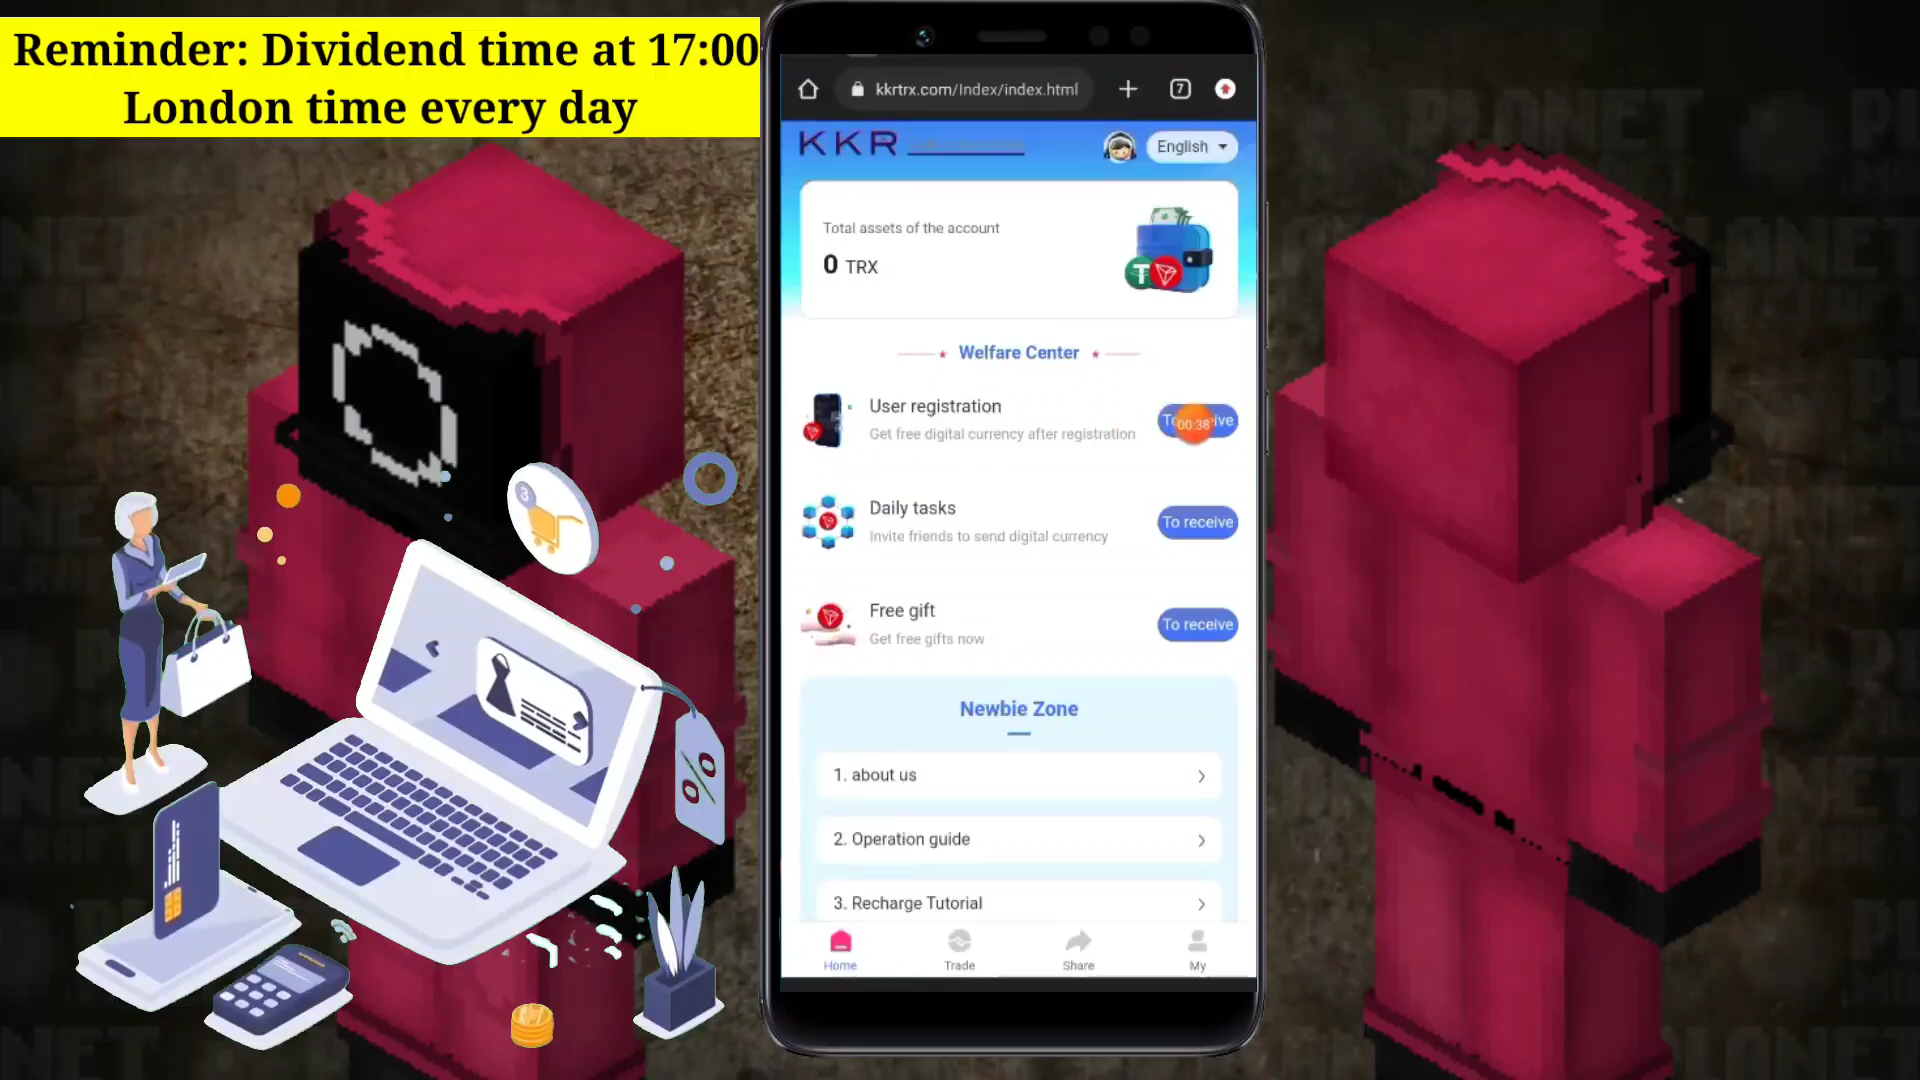 Reminder: Dividend time at 17:00
London time every day
kkrtrx.com/Index/index.html
7
KKR
English
Total assets of the account
0 TRX
Welfare Center
User registration
Get free digital currency after registration
00:38
Daily tasks
Invite friends to send digital currency
To receive
Free gift
Get free gifts now
To receive
Newbie Zone
1. about us
2. Operation guide
3. Recharge Tutorial
Home
Trade
Share
My
3
%